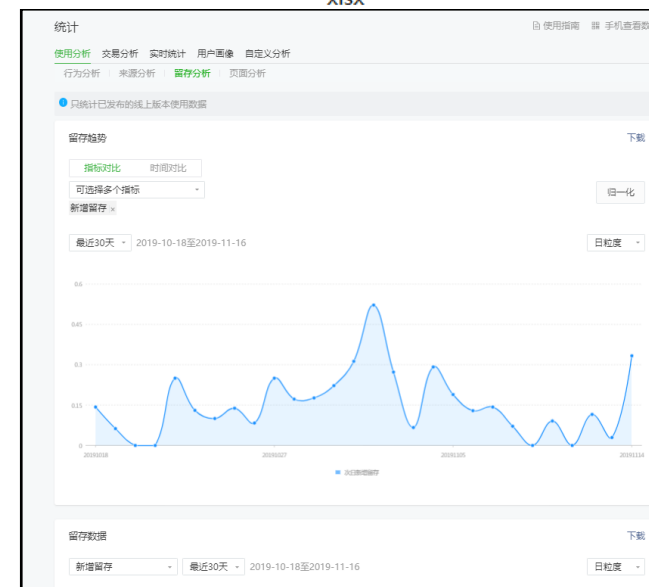 统计 使用指南 手机查看数
使用分析 交易分析 实时统计 用户画像 自定义分析
行为分析 来源分析 留存分析 页面分析
只统计已发布的线上版本使用数据
留存趋势 下载
指标对比 时间对比
可选择多个指标 归一化
新增留存 ×
最近30天 2019-10-18至2019-11-16 日粒度
0.6
0.45
0.3
0.15
0
20191018 20191027 20191105 20191114
次日新增留存
留存数据 下载
新增留存 最近30天 2019-10-18至2019-11-16 日粒度